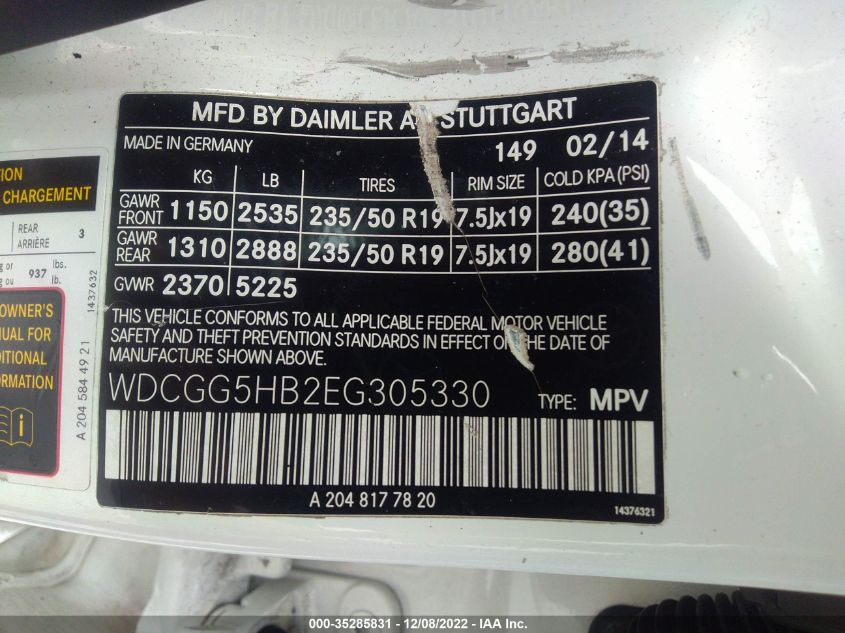 MFD BY DAIMLER A STUTTGART
MADE IN GERMANY 149 02/14
KG LB TIRES RIM SIZE COLD KPA (PSI)
GAWR FRONT 1150 2535 235/50 R19 7.5Jx19 240(35)
GAWR REAR 1310 2888 235/50 R19 7.5Jx19 280(41)
GVWR 2370 5225
THIS VEHICLE CONFORMS TO ALL APPLICABLE FEDERAL MOTOR VEHICLE
SAFETY AND THEFT PREVENTION STANDARDS IN EFFECT ON THE DATE OF
MANUFACTURE SHOWN ABOVE.
WDCGG5HB2EG305330 TYPE: MPV
A 204 817 78 20
14376321
CHARGEMENT
REAR
ARRIÈRE 3
or 937 lbs.
ou lb.
1437632
OWNER'S
FOR
A 204 584 49 21
000-35285831 - 12/08/2022 - IAA Inc.